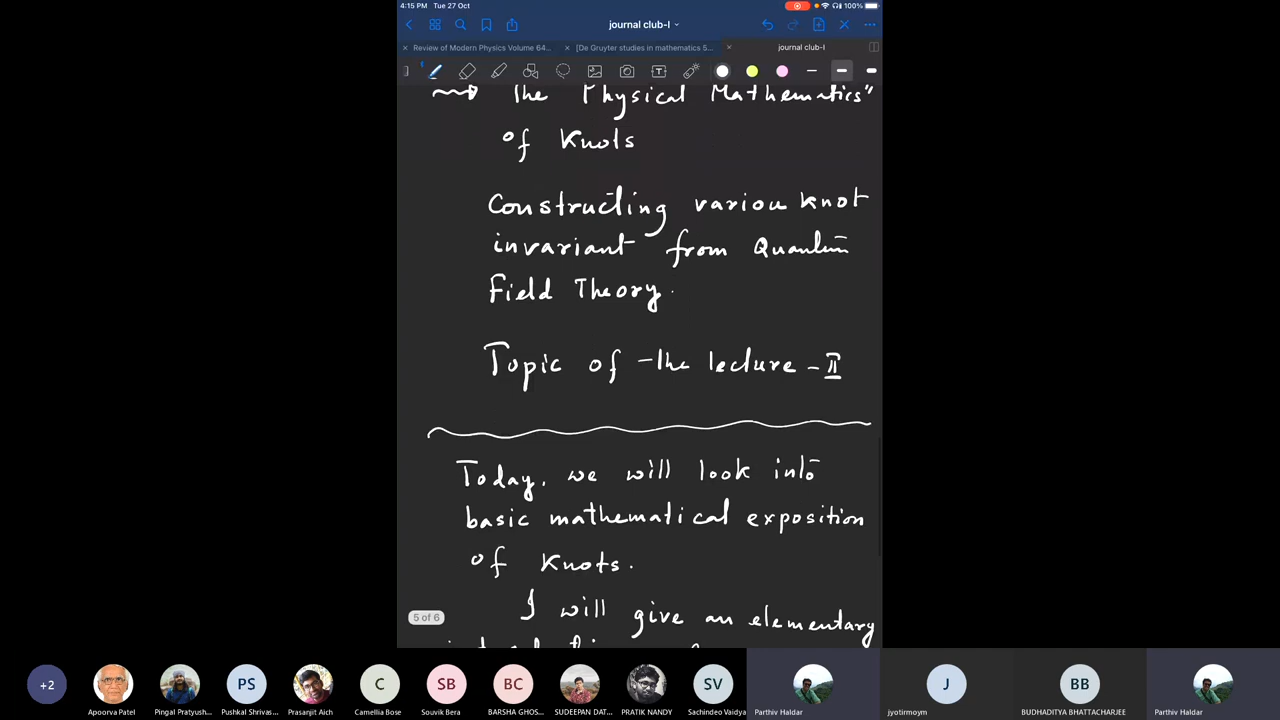 4:15 PM Tue 27 Oct
100%
journal club-I
Review of Modern Physics Volume 64...
[De Gruyter studies in mathematics 5...
journal club-I
The Physical Mathematics"
of Knots
Constructing variou knot
invariant from Quantum
Field Theory.
Topic of the lecture - II
Today, we will look into
basic mathematical exposition
of Knots.
I will give an elementary
5 of 6
+2
PS
C
SB
BC
SV
J
BB
Apoorva Patel
Pingal Pratyush...
Pushkal Shrivas...
Prasanjit Aich
Camellia Bose
Souvik Bera
BARSHA GHOS...
SUDEEPAN DAT...
PRATIK NANDY
Sachindeo Vaidya
Parthiv Haldar
jyotirmoym
BUDHADITYA BHATTACHARJEE
Parthiv Haldar